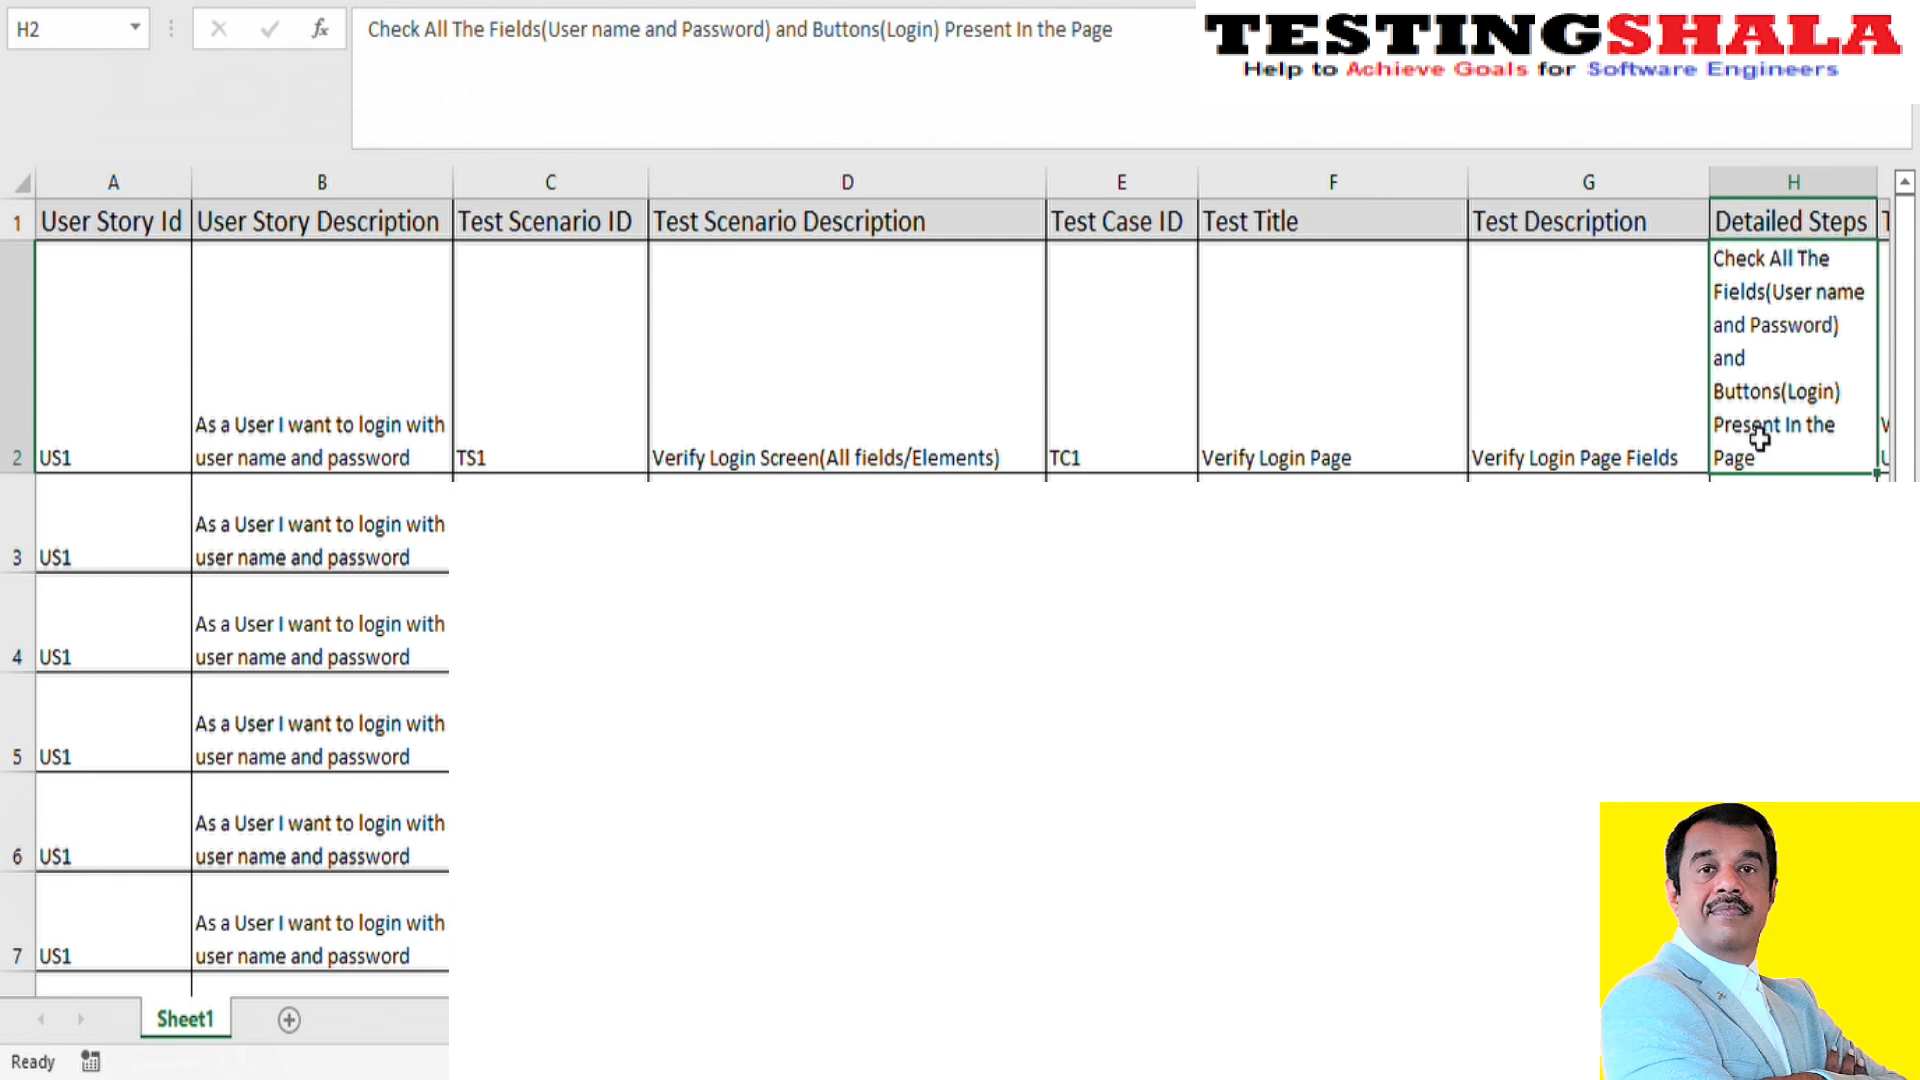 H2
fx
Check All The Fields(User name and Password) and Buttons(Login) Present In the Page
TESTINGSHALA
Help to Achieve Goals for Software Engineers
A B C D E F G H
1 User Story Id User Story Description Test Scenario ID Test Scenario Description Test Case ID Test Title Test Description Detailed Steps
Check All The
Fields(User name
and Password)
and
Buttons(Login)
As a User I want to login with Present In the
2 US1 user name and password TS1 Verify Login Screen(All fields/Elements) TC1 Verify Login Page Verify Login Page Fields Page
As a User I want to login with
3 US1 user name and password
As a User I want to login with
4 US1 user name and password
As a User I want to login with
5 US1 user name and password
As a User I want to login with
6 US1 user name and password
As a User I want to login with
7 US1 user name and password
Sheet1
Ready